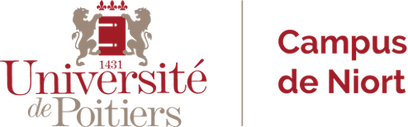 1431
Université
de Poitiers
Campus
de Niort